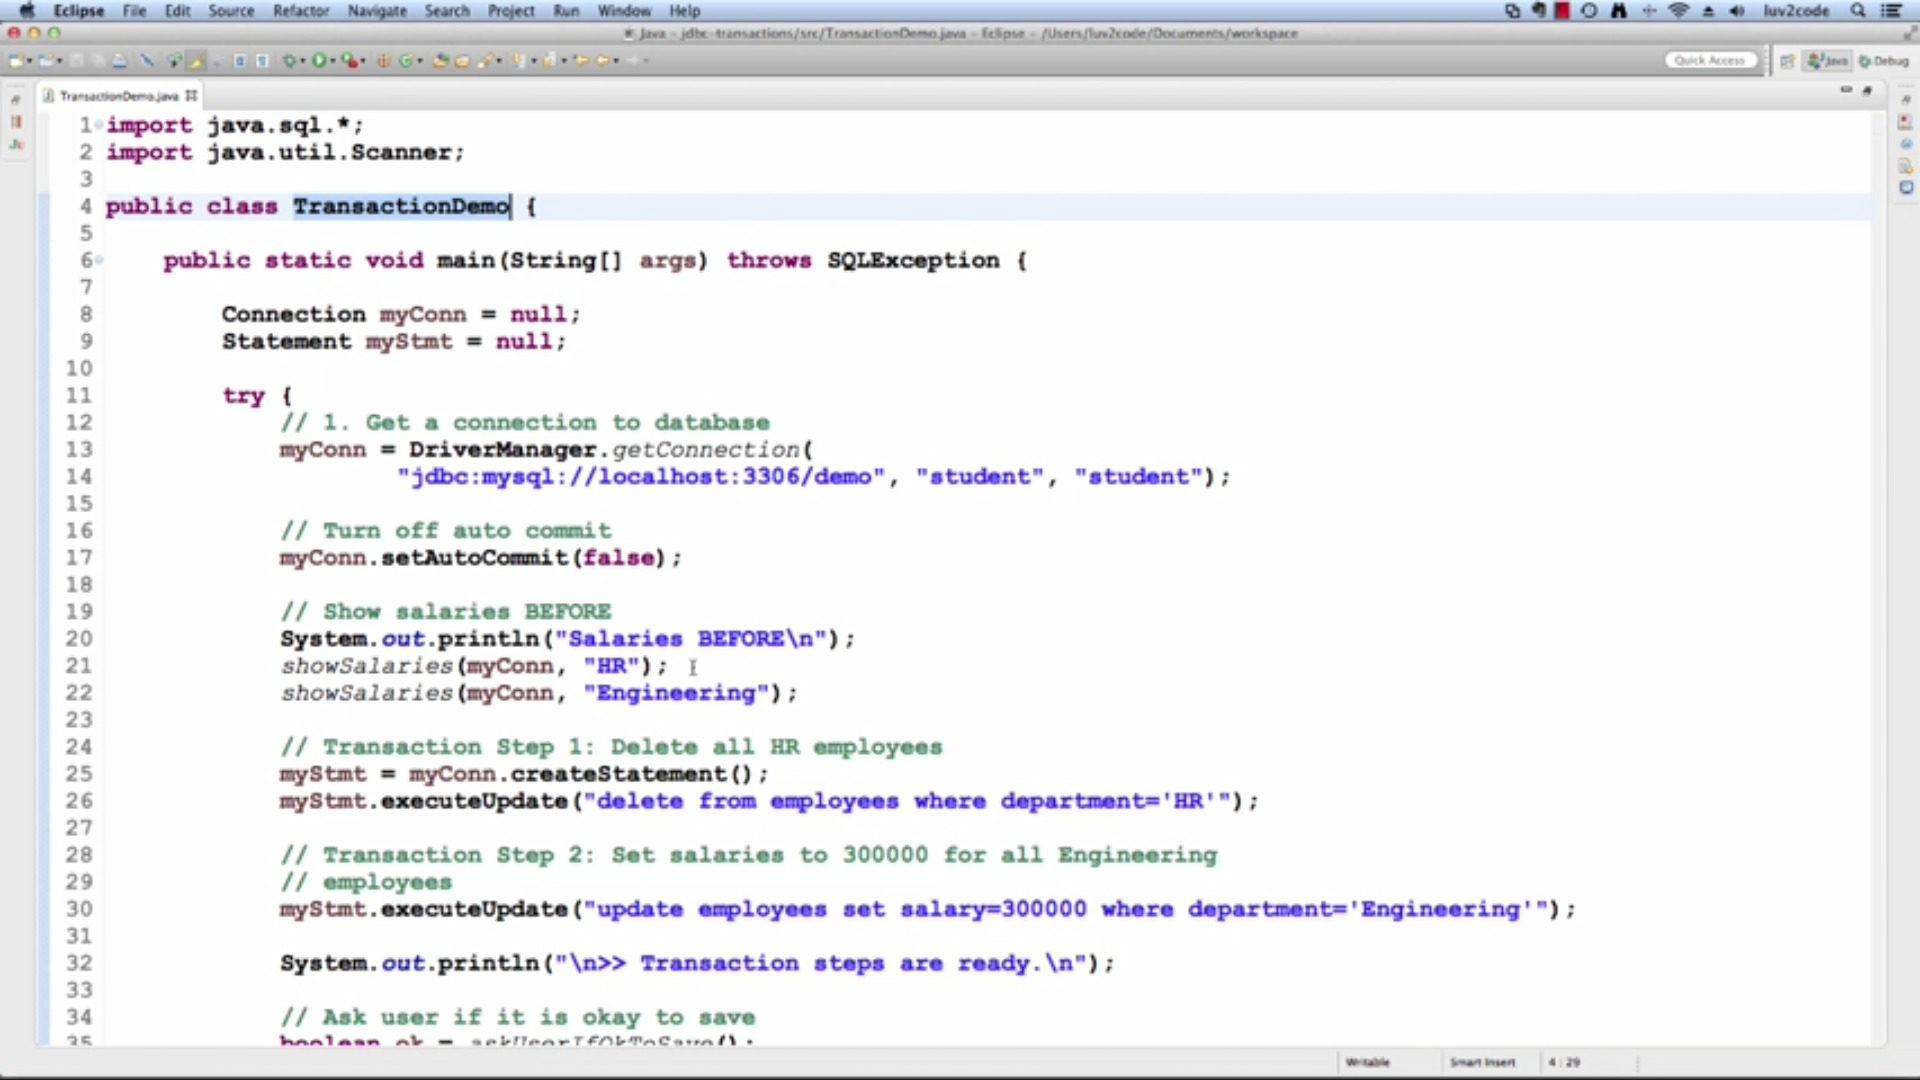 Eclipse File Edit Source Refactor Navigate Search Project Run Window Help luv2code
Java - jdbc-transactions/src/TransactionDemo.java - Eclipse - /Users/luv2code/Documents/workspace
Quick Access Java Debug
TransactionDemo.java
1 import java.sql.*;
2 import java.util.Scanner;
3
4 public class TransactionDemo {
5
6 public static void main(String[] args) throws SQLException {
7
8 Connection myConn = null;
9 Statement myStmt = null;
10
11 try {
12 // 1. Get a connection to database
13 myConn = DriverManager.getConnection(
14 "jdbc:mysql://localhost:3306/demo", "student", "student");
15
16 // Turn off auto commit
17 myConn.setAutoCommit(false);
18
19 // Show salaries BEFORE
20 System.out.println("Salaries BEFORE\n");
21 showSalaries(myConn, "HR");
22 showSalaries(myConn, "Engineering");
23
24 // Transaction Step 1: Delete all HR employees
25 myStmt = myConn.createStatement();
26 myStmt.executeUpdate("delete from employees where department='HR'");
27
28 // Transaction Step 2: Set salaries to 300000 for all Engineering
29 // employees
30 myStmt.executeUpdate("update employees set salary=300000 where department='Engineering'");
31
32 System.out.println("\n>> Transaction steps are ready.\n");
33
34 // Ask user if it is okay to save
35 boolean ok = askUserIfOkToSave();
Writable Smart Insert 4 : 29